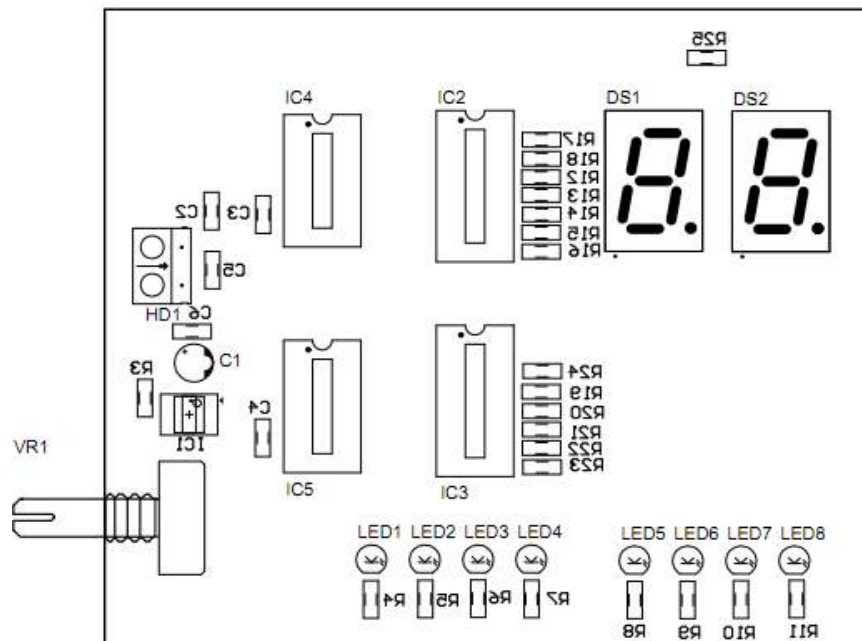 R25
IC4
IC2
DS1
DS2
R17
R18
R12
R13
R14
R15
R16
C2
C3
C5
HD1
C6
C1
R3
IC1
C4
VR1
IC5
IC3
R24
R19
R20
R21
R22
R23
LED1
LED2
LED3
LED4
LED5
LED6
LED7
LED8
R4
R5
R6
R7
R8
R9
R10
R11